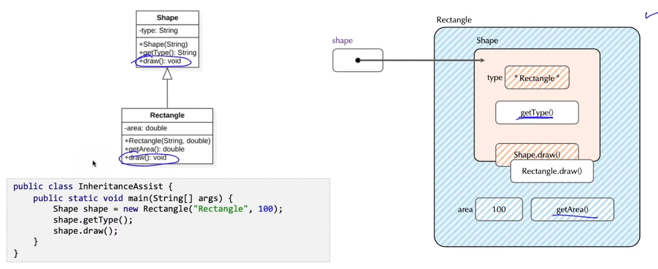 Shape
-type: String
+Shape(String)
+getType(): String
+draw(): void
Rectangle
-area: double
+Rectangle(String, double)
+getArea(): double
+draw(): void
public class InheritanceAssist {
public static void main(String[] args) {
Shape shape = new Rectangle("Rectangle", 100);
shape.getType();
shape.draw();
}
}
Rectangle
shape
Shape
type "Rectangle"
getType()
Shape.draw()
Rectangle.draw()
area 100 getArea()